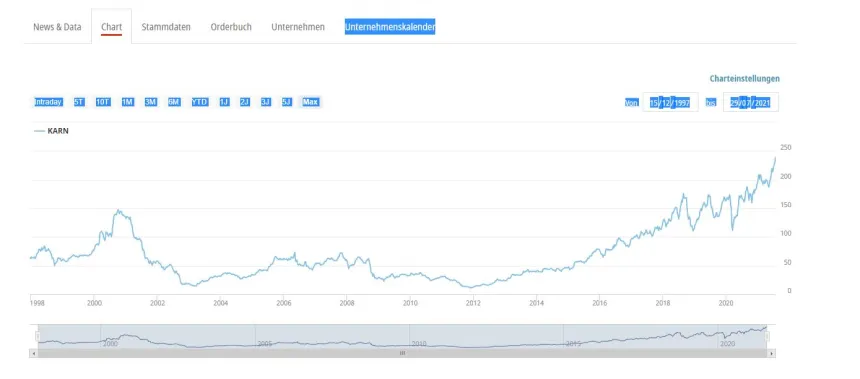 News & Data Chart Stammdaten Orderbuch Unternehmen Unternehmenskalender
Charteinstellungen
Intraday 5T 10T 1M 3M 6M YTD 1J 2J 3J 5J Max Von 15/12/1997 bis 29/07/2021
KARN
250
200
150
100
50
0
1998 2000 2002 2004 2006 2008 2010 2012 2014 2016 2018 2020
2000 2005 2010 2015 2020